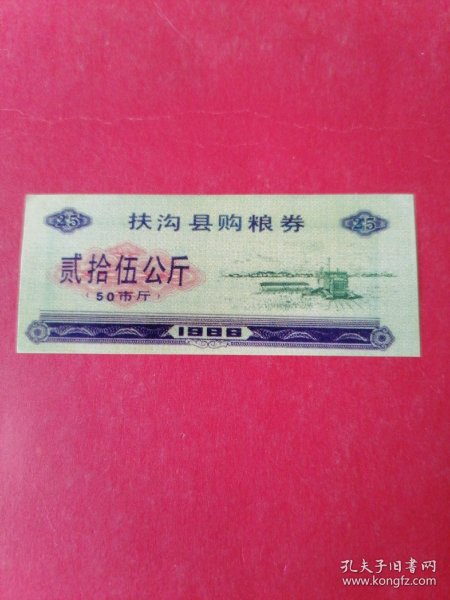 25 扶沟县购粮券 25
贰拾伍公斤
（50市斤）
1988
孔夫子旧书网
www.kongfz.com